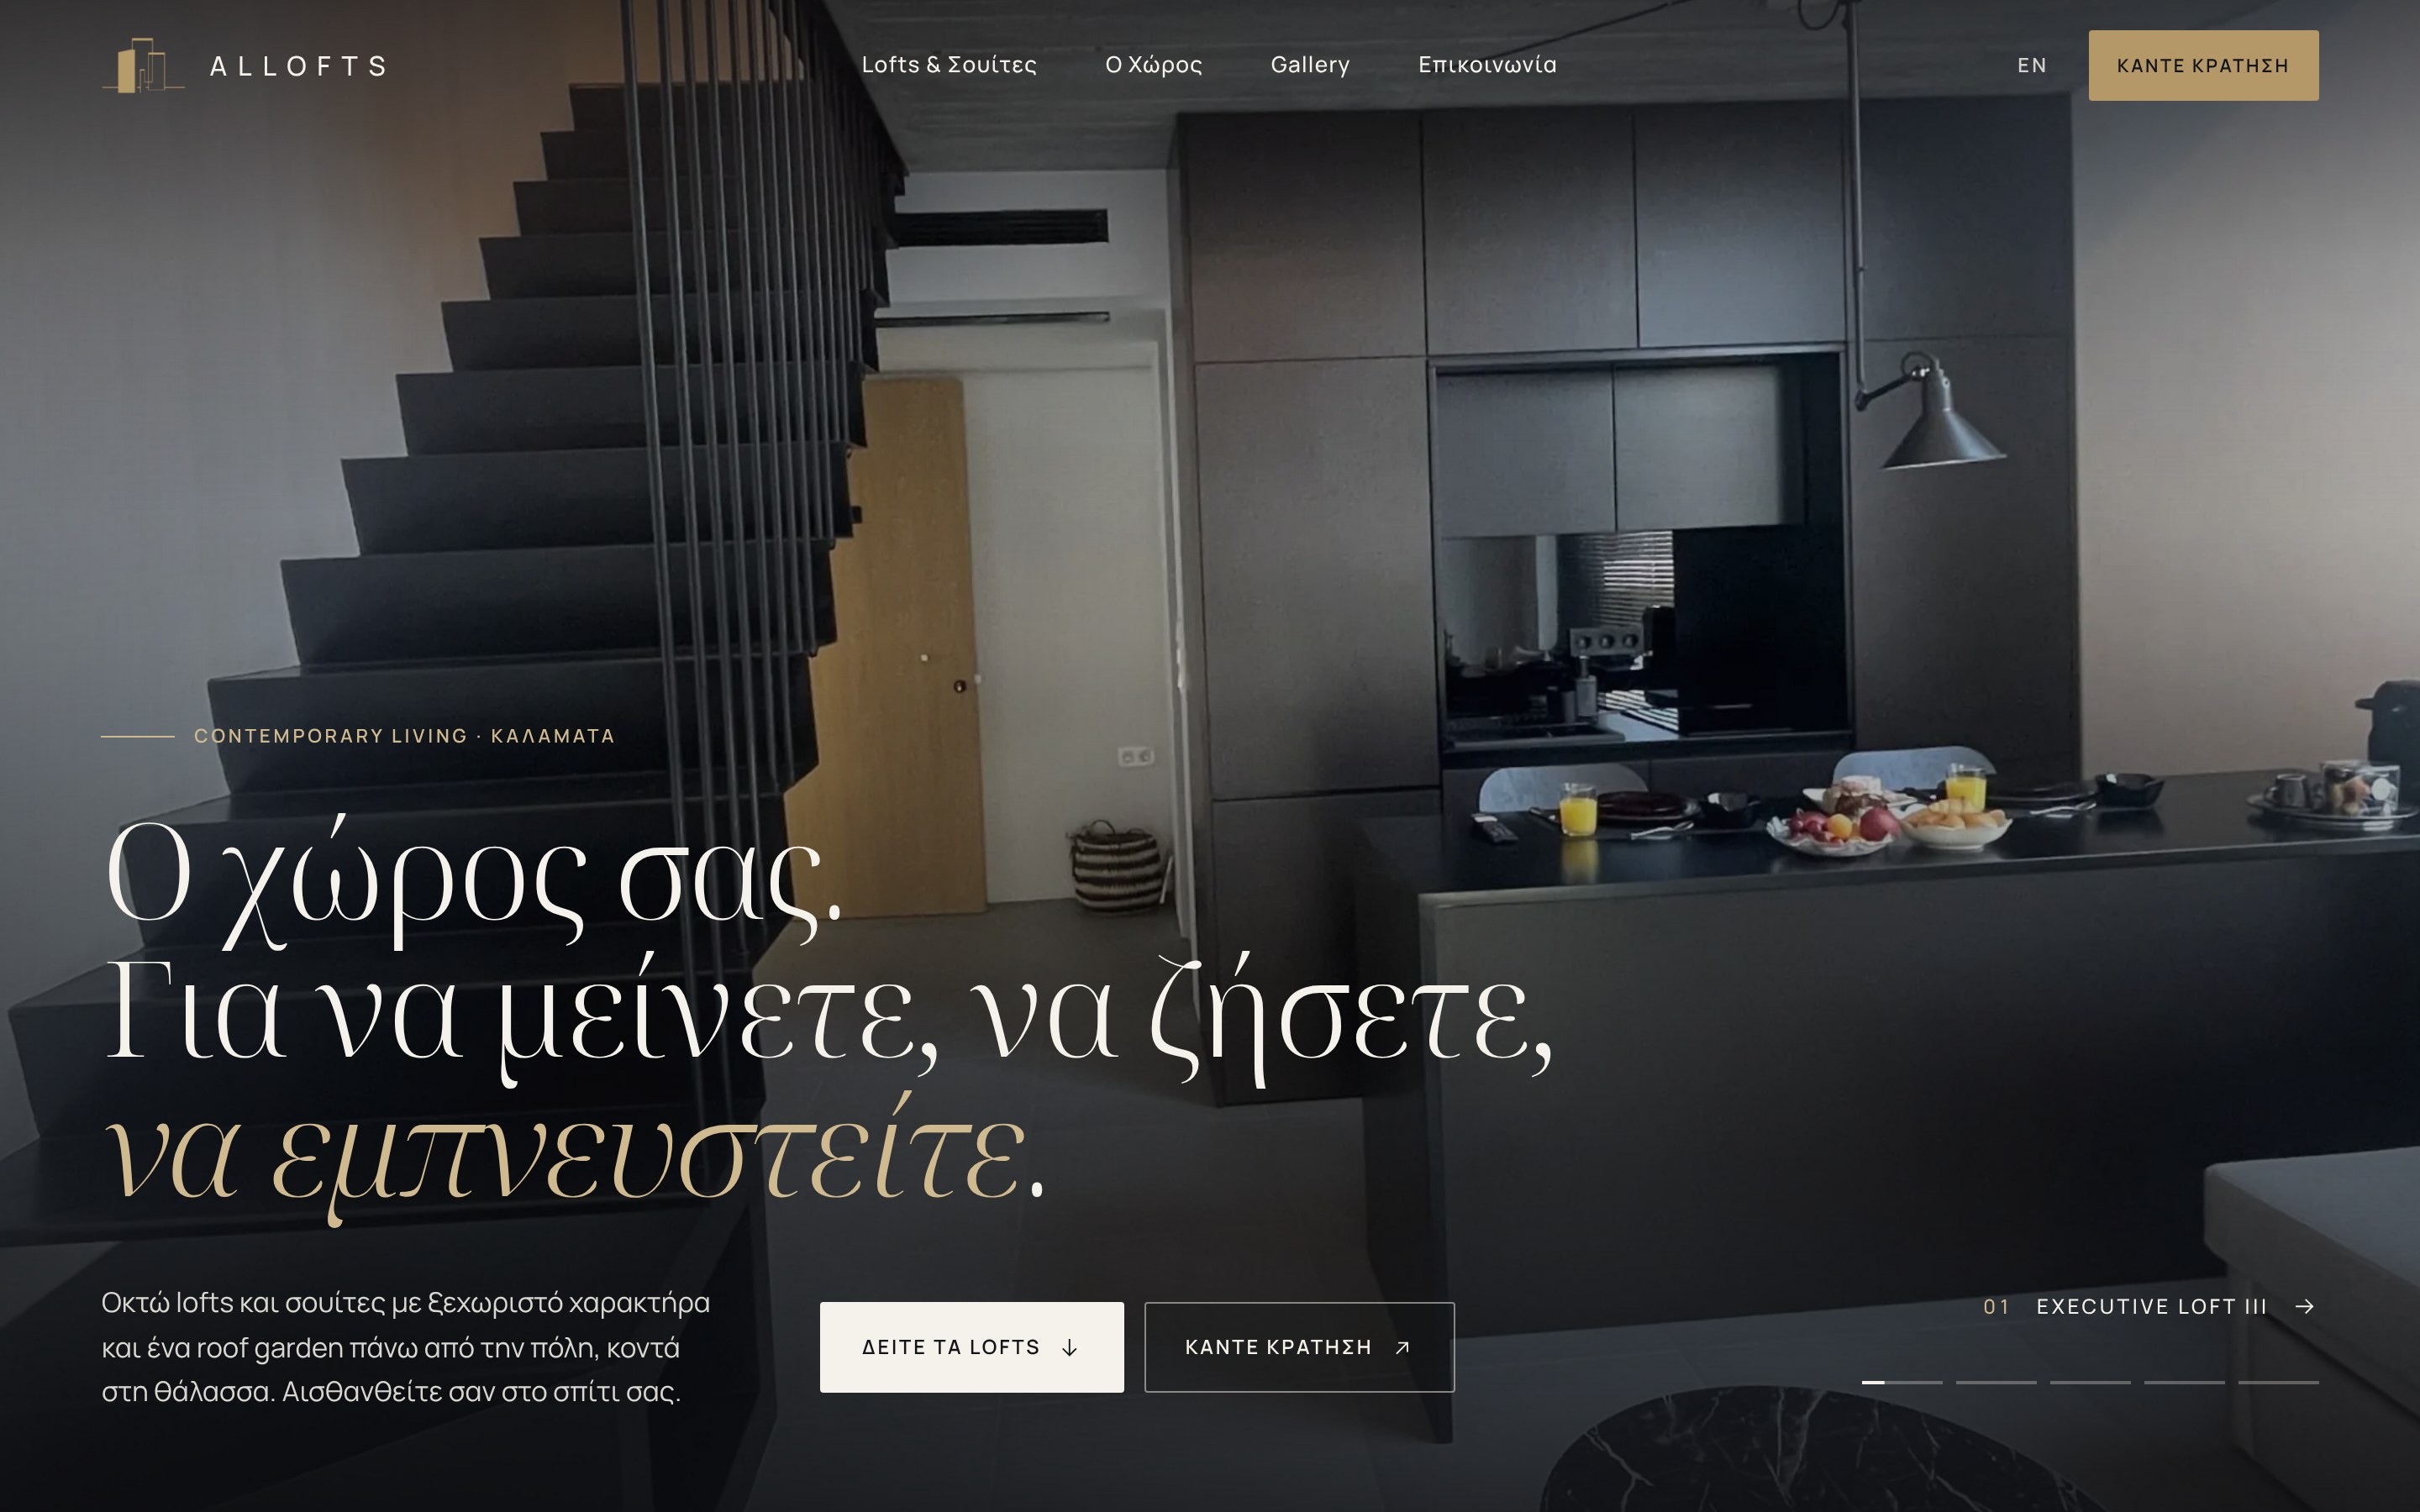 ALLOFTS
Lofts & Σουίτες
Ο Χώρος
Gallery
Επικοινωνία
EN
ΚΑΝΤΕ ΚΡΑΤΗΣΗ
CONTEMPORARY LIVING · ΚΑΛΑΜΑΤΑ
Ο χώρος σας.
Για να μείνετε, να ζήσετε,
να εμπνευστείτε.
Οκτώ lofts και σουίτες με ξεχωριστό χαρακτήρα
και ένα roof garden πάνω από την πόλη, κοντά
στη θάλασσα. Αισθανθείτε σαν στο σπίτι σας.
ΔΕΙΤΕ ΤΑ LOFTS ↓
ΚΑΝΤΕ ΚΡΑΤΗΣΗ ↗
01 EXECUTIVE LOFT III →